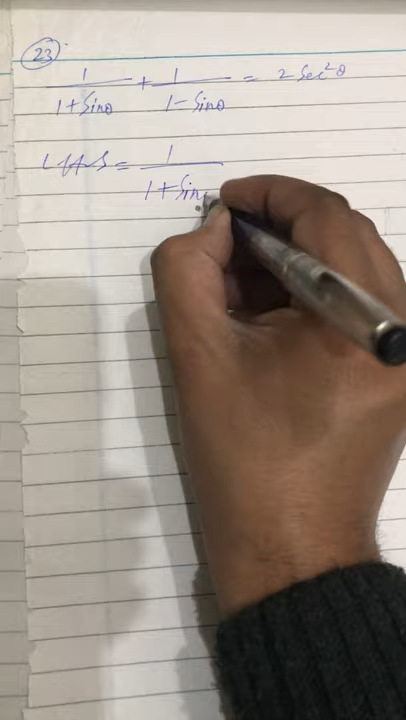 23
1/(1+Sinθ) + 1/(1-Sinθ) = 2 Sec²θ
LHS = 1/(1+Sin